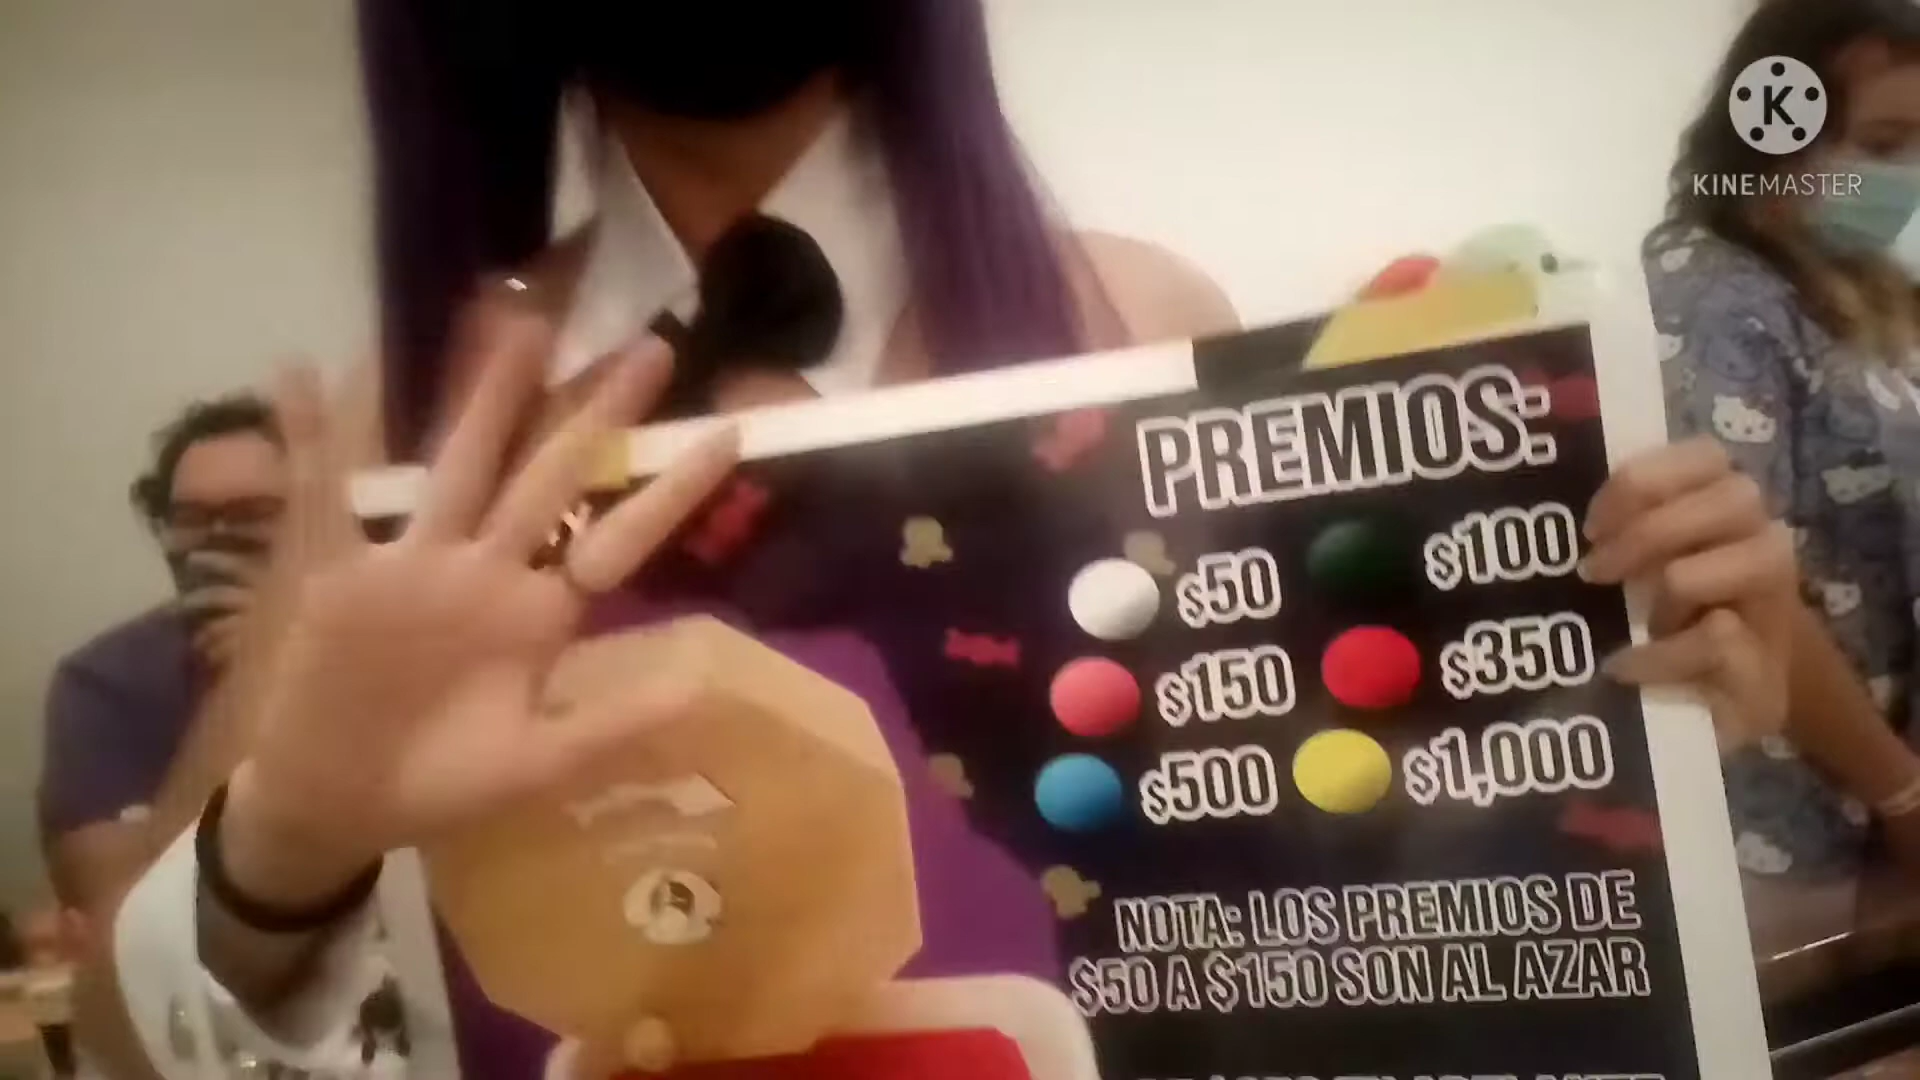 K
KINEMASTER
PREMIOS:
$50 $100
$150 $350
$500 $1,000
NOTA: LOS PREMIOS DE
$50 A $150 SON AL AZAR